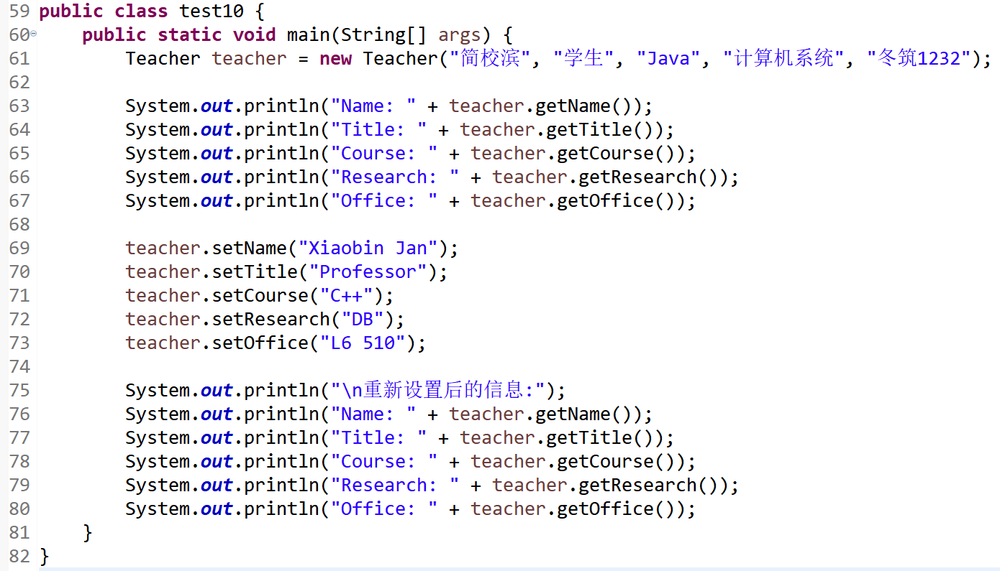 59 public class test10 {
60 public static void main(String[] args) {
61 Teacher teacher = new Teacher("简校滨", "学生", "Java", "计算机系统", "冬筑1232");
62
63 System.out.println("Name: " + teacher.getName());
64 System.out.println("Title: " + teacher.getTitle());
65 System.out.println("Course: " + teacher.getCourse());
66 System.out.println("Research: " + teacher.getResearch());
67 System.out.println("Office: " + teacher.getOffice());
68
69 teacher.setName("Xiaobin Jan");
70 teacher.setTitle("Professor");
71 teacher.setCourse("C++");
72 teacher.setResearch("DB");
73 teacher.setOffice("L6 510");
74
75 System.out.println("\n重新设置后的信息:");
76 System.out.println("Name: " + teacher.getName());
77 System.out.println("Title: " + teacher.getTitle());
78 System.out.println("Course: " + teacher.getCourse());
79 System.out.println("Research: " + teacher.getResearch());
80 System.out.println("Office: " + teacher.getOffice());
81 }
82 }